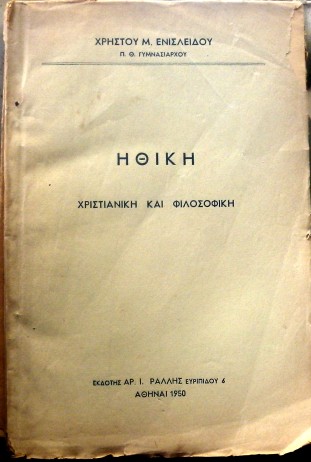 ΧΡΗΣΤΟΥ Μ. ΕΝΙΣΛΕΙΔΟΥ
Π. Θ. ΓΥΜΝΑΣΙΑΡΧΟΥ
ΗΘΙΚΗ
ΧΡΙΣΤΙΑΝΙΚΗ ΚΑΙ ΦΙΛΟΣΟΦΙΚΗ
ΕΚΔΟΤΗΣ ΑΡ. Ι. ΡΑΛΛΗΣ ΕΥΡΙΠΙΔΟΥ 6
ΑΘΗΝΑΙ 1950